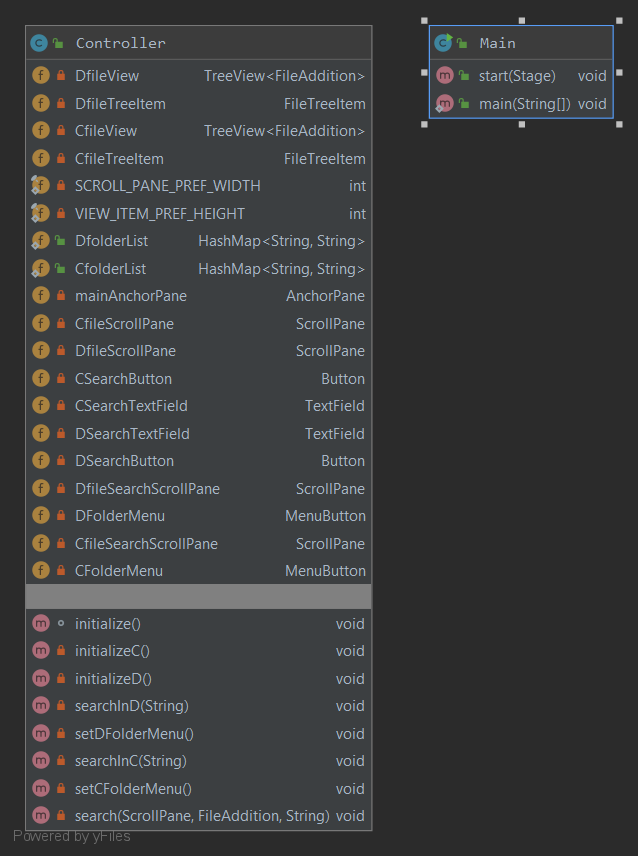 Controller
DfileView TreeView<FileAddition>
DfileTreeItem FileTreeItem
CfileView TreeView<FileAddition>
CfileTreeItem FileTreeItem
SCROLL_PANE_PREF_WIDTH int
VIEW_ITEM_PREF_HEIGHT int
DfolderList HashMap<String, String>
CfolderList HashMap<String, String>
mainAnchorPane AnchorPane
CfileScrollPane ScrollPane
DfileScrollPane ScrollPane
CSearchButton Button
CSearchTextField TextField
DSearchTextField TextField
DSearchButton Button
DfileSearchScrollPane ScrollPane
DFolderMenu MenuButton
CfileSearchScrollPane ScrollPane
CFolderMenu MenuButton
initialize() void
initializeC() void
initializeD() void
searchInD(String) void
setDFolderMenu() void
searchInC(String) void
setCFolderMenu() void
search(ScrollPane, FileAddition, String) void
Powered by yFiles
Main
start(Stage) void
main(String[]) void